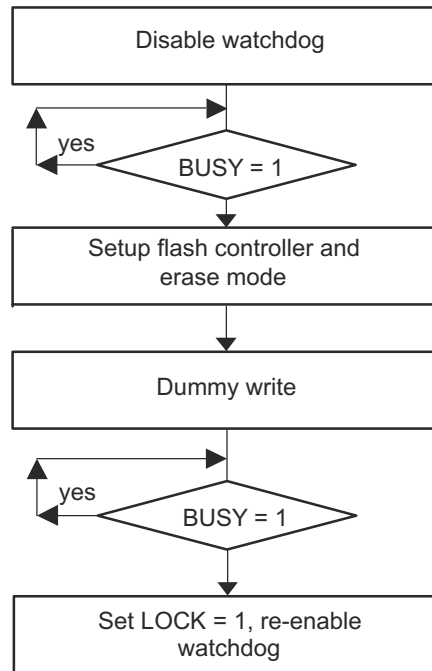 Disable watchdog
yes
BUSY = 1
Setup flash controller and
erase mode
Dummy write
yes
BUSY = 1
Set LOCK = 1, re-enable
watchdog